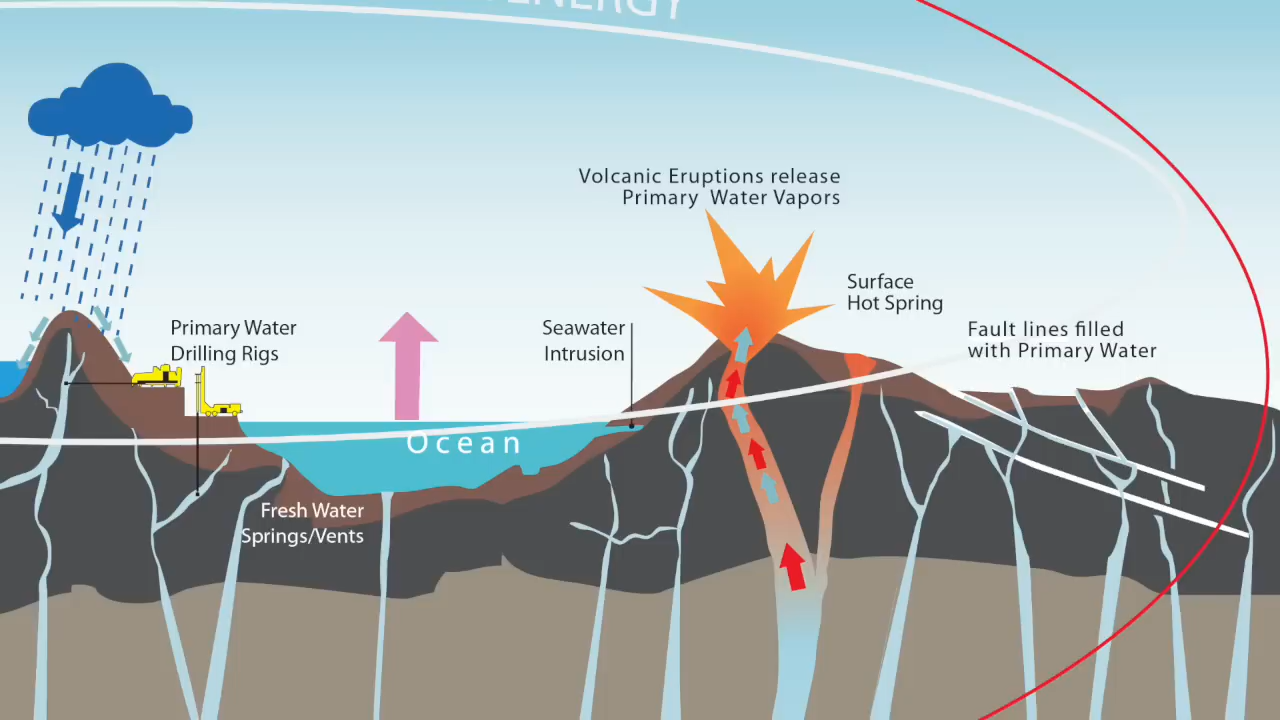 ENERGY
Volcanic Eruptions release
Primary Water Vapors
Surface
Hot Spring
Primary Water
Drilling Rigs
Seawater
Intrusion
Fault lines filled
with Primary Water
Ocean
Fresh Water
Springs/Vents